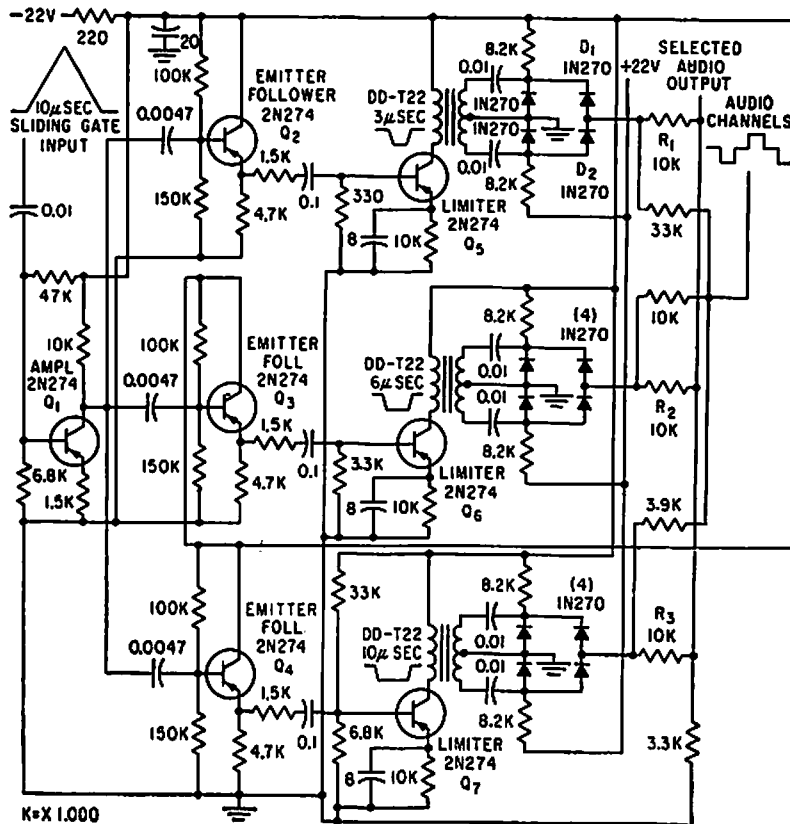 −22V
220
20
100K
10µSEC
SLIDING GATE
INPUT
0.0047
EMITTER
FOLLOWER
2N274
Q2
1.5K
0.1
150K
4.7K
0.01
330
8
10K
DD-T22
3µSEC
LIMITER
2N274
Q5
8.2K
0.01
1N270
1N270
0.01
8.2K
D1
1N270
D2
1N270
+22V
SELECTED
AUDIO
OUTPUT
AUDIO
CHANNELS
R1
10K
33K
47K
10K
AMPL
2N274
Q1
6.8K
1.5K
100K
0.0047
EMITTER
FOLL
2N274
Q3
1.5K
0.1
150K
4.7K
3.3K
8
10K
DD-T22
6µSEC
LIMITER
2N274
Q6
8.2K
0.01
0.01
8.2K
(4)
1N270
10K
R2
10K
3.9K
100K
0.0047
EMITTER
FOLL
2N274
Q4
1.5K
0.1
150K
4.7K
33K
6.8K
8
10K
DD-T22
10µSEC
LIMITER
2N274
Q7
8.2K
0.01
0.01
8.2K
(4)
1N270
R3
10K
3.3K
K=X 1.000